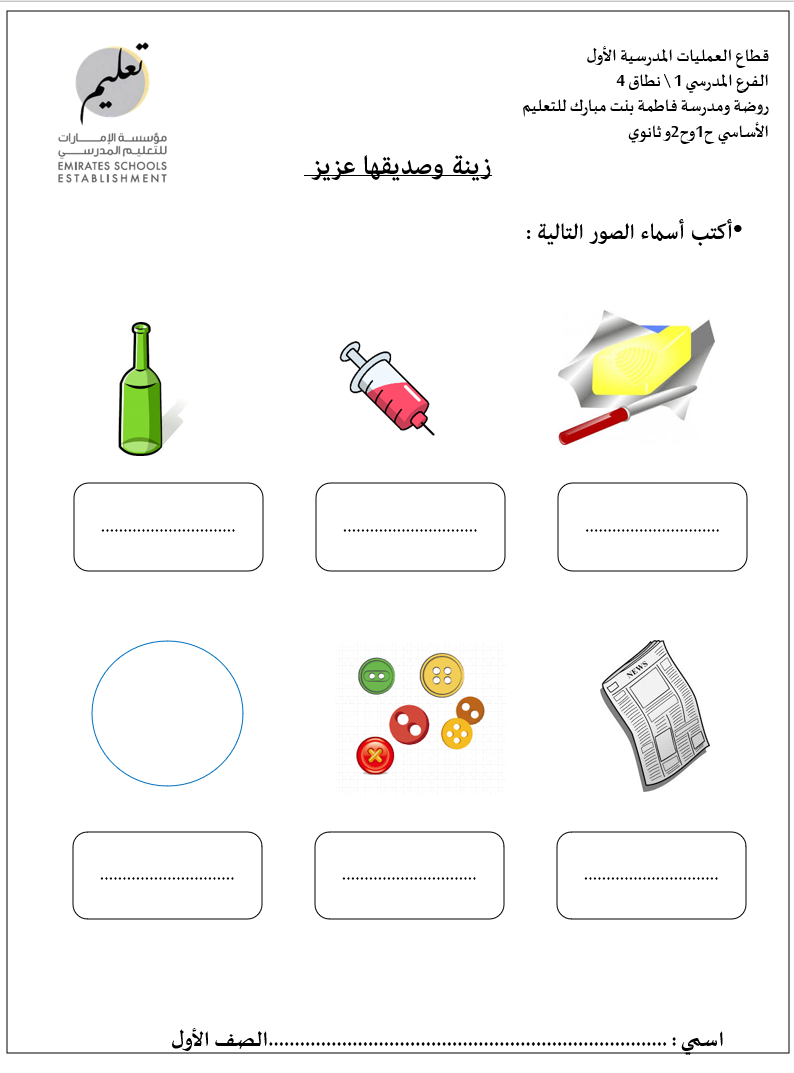 قطاع العمليات المدرسية الأول
الفرع المدرسي 1 \ نطاق 4
روضة ومدرسة فاطمة بنت مبارك للتعليم
الأساسي ح1وح2و ثانوي
تعليم
مؤسسة الإمارات
للتعليم المدرسي
EMIRATES SCHOOLS
ESTABLISHMENT
زينة وصديقها عزيز
•أكتب أسماء الصور التالية :
..............................
..............................
..............................
NEWS
..............................
..............................
..............................
اسمي : ............................................................................الصف الأول